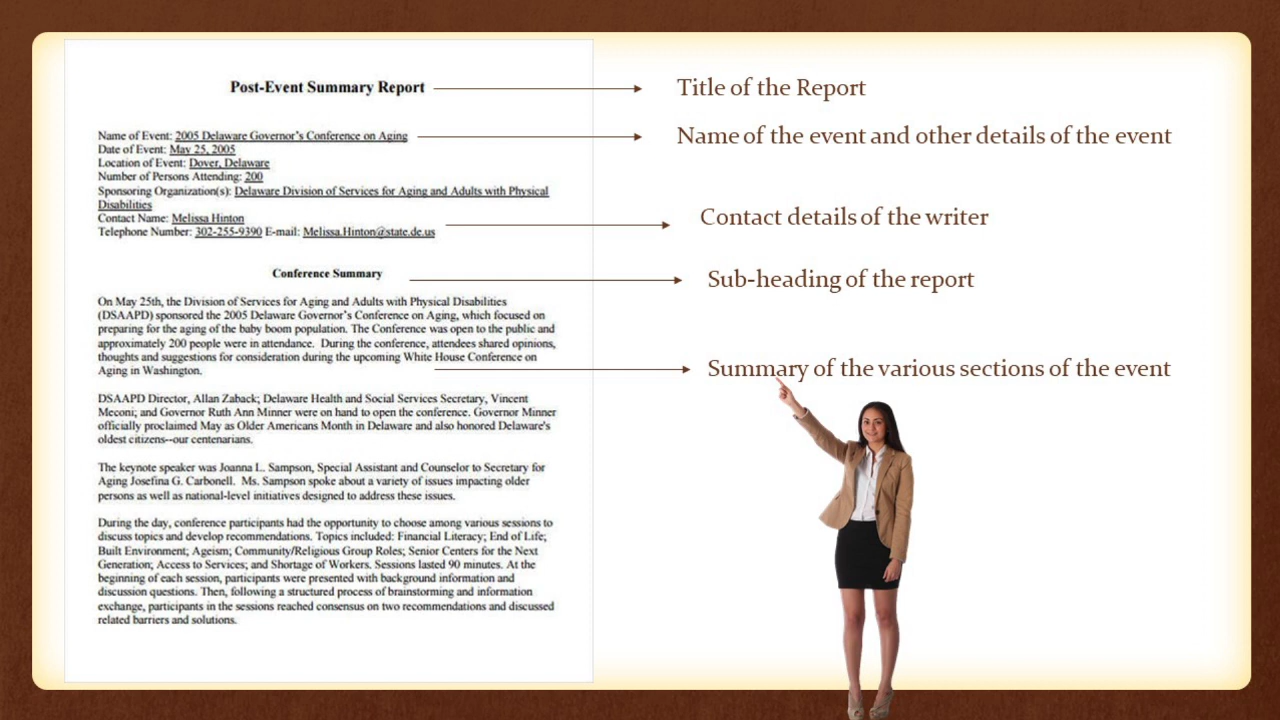 Post-Event Summary Report
Title of the Report
Name of Event: 2005 Delaware Governor's Conference on Aging
Date of Event: May 25, 2005
Location of Event: Dover, Delaware
Number of Persons Attending: 200
Sponsoring Organization(s): Delaware Division of Services for Aging and Adults with Physical
Disabilities
Contact Name: Melissa Hinton
Telephone Number: 302-255-9390 E-mail: Melissa.Hinton@state.de.us
Name of the event and other details of the event
Contact details of the writer
Conference Summary
Sub-heading of the report
On May 25th, the Division of Services for Aging and Adults with Physical Disabilities
(DSAAPD) sponsored the 2005 Delaware Governor's Conference on Aging, which focused on
preparing for the aging of the baby boom population. The Conference was open to the public and
approximately 200 people were in attendance. During the conference, attendees shared opinions,
thoughts and suggestions for consideration during the upcoming White House Conference on
Aging in Washington.
Summary of the various sections of the event
DSAAPD Director, Allan Zaback; Delaware Health and Social Services Secretary, Vincent
Meconi; and Governor Ruth Ann Minner were on hand to open the conference. Governor Minner
officially proclaimed May as Older Americans Month in Delaware and also honored Delaware's
oldest citizens--our centenarians.
The keynote speaker was Joanna L. Sampson, Special Assistant and Counselor to Secretary for
Aging Josefina G. Carbonell. Ms. Sampson spoke about a variety of issues impacting older
persons as well as national-level initiatives designed to address these issues.
During the day, conference participants had the opportunity to choose among various sessions to
discuss topics and develop recommendations. Topics included: Financial Literacy; End of Life;
Built Environment; Ageism; Community/Religious Group Roles; Senior Centers for the Next
Generation; Access to Services; and Shortage of Workers. Sessions lasted 90 minutes. At the
beginning of each session, participants were presented with background information and
discussion questions. Then, following a structured process of brainstorming and information
exchange, participants in the sessions reached consensus on two recommendations and discussed
related barriers and solutions.